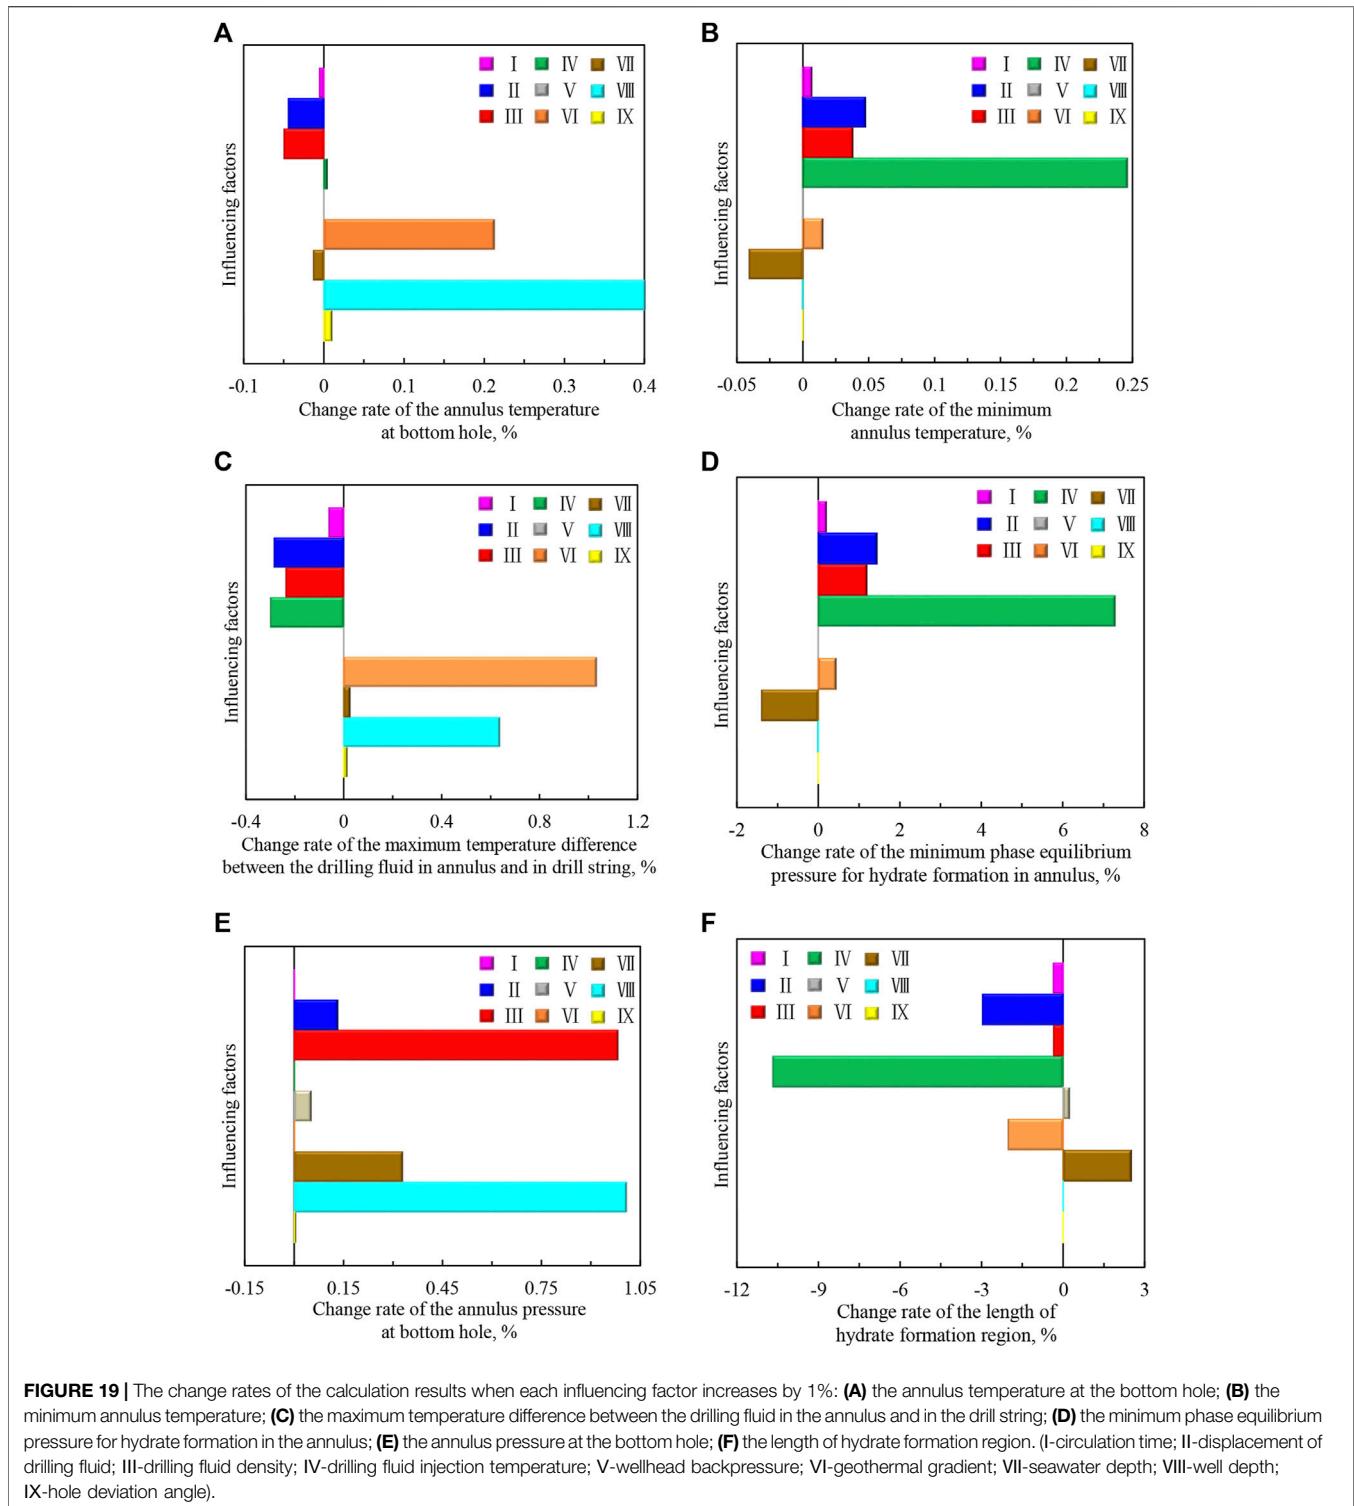 A
I IV VII
II V VIII
III VI IX
Influencing factors
-0.1 0 0.1 0.2 0.3 0.4
Change rate of the annulus temperature
at bottom hole, %
B
I IV VII
II V VIII
III VI IX
Influencing factors
-0.05 0 0.05 0.1 0.15 0.2 0.25
Change rate of the minimum
annulus temperature, %
C
I IV VII
II V VIII
III VI IX
Influencing factors
-0.4 0 0.4 0.8 1.2
Change rate of the maximum temperature difference
between the drilling fluid in annulus and in drill string, %
D
I IV VII
II V VIII
III VI IX
Influencing factors
-2 0 2 4 6 8
Change rate of the minimum phase equilibrium
pressure for hydrate formation in annulus, %
E
I IV VII
II V VIII
III VI IX
Influencing factors
-0.15 0.15 0.45 0.75 1.05
Change rate of the annulus pressure
at bottom hole, %
F
I IV VII
II V VIII
III VI IX
Influencing factors
-12 -9 -6 -3 0 3
Change rate of the length of
hydrate formation region, %
FIGURE 19 | The change rates of the calculation results when each influencing factor increases by 1%: (A) the annulus temperature at the bottom hole; (B) the
minimum annulus temperature; (C) the maximum temperature difference between the drilling fluid in the annulus and in the drill string; (D) the minimum phase equilibrium
pressure for hydrate formation in the annulus; (E) the annulus pressure at the bottom hole; (F) the length of hydrate formation region. (I-circulation time; II-displacement of
drilling fluid; III-drilling fluid density; IV-drilling fluid injection temperature; V-wellhead backpressure; VI-geothermal gradient; VII-seawater depth; VIII-well depth;
IX-hole deviation angle).